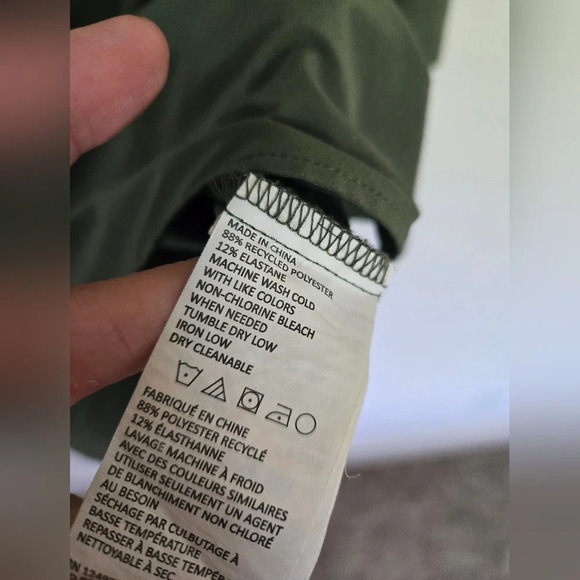 MADE IN CHINA
88% RECYCLED POLYESTER
12% ELASTANE
MACHINE WASH COLD
WITH LIKE COLORS
NON-CHLORINE BLEACH
WHEN NEEDED
TUMBLE DRY LOW
IRON LOW
DRY CLEANABLE
FABRIQUÉ EN CHINE
88% POLYESTER RECYCLÉ
12% ÉLASTHANNE
LAVAGE MACHINE À FROID
AVEC DES COULEURS SIMILAIRES
UTILISER SEULEMENT UN AGENT
DE BLANCHIMENT NON CHLORÉ
AU BESOIN
SÉCHAGE PAR CULBUTAGE À
BASSE TEMPÉRATURE
REPASSER À BASSE TEMPÉR
NETTOYABLE À SEC